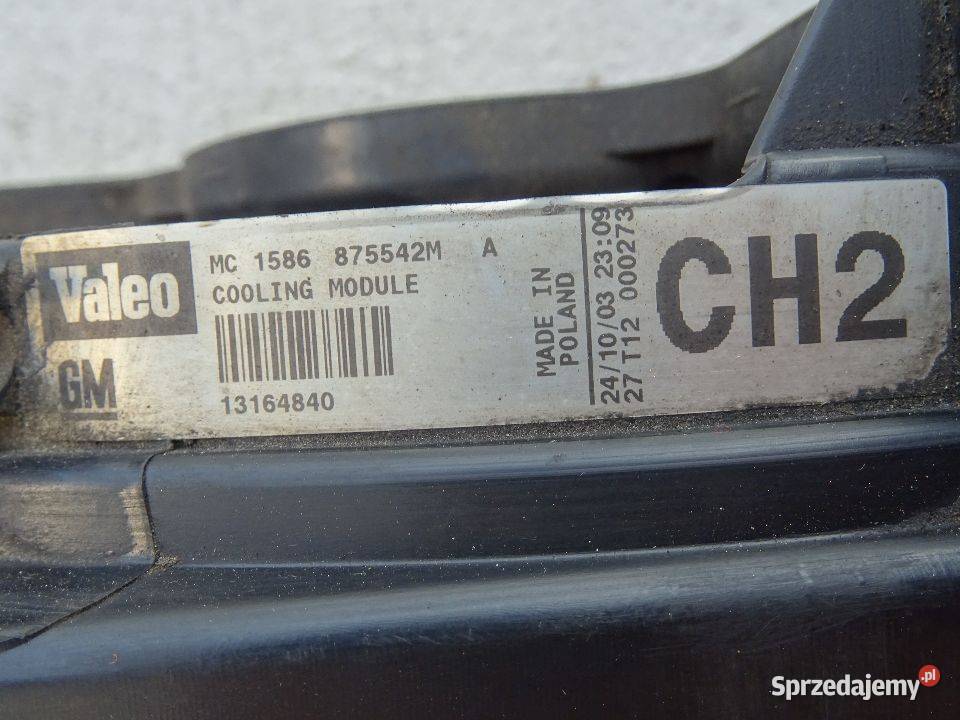 Valeo
MC 1586 875542M A
COOLING MODULE
GM
13164840
MADE IN
POLAND
24/10/03 23:09
27 T12 000273
CH2
Sprzedajemy.pl